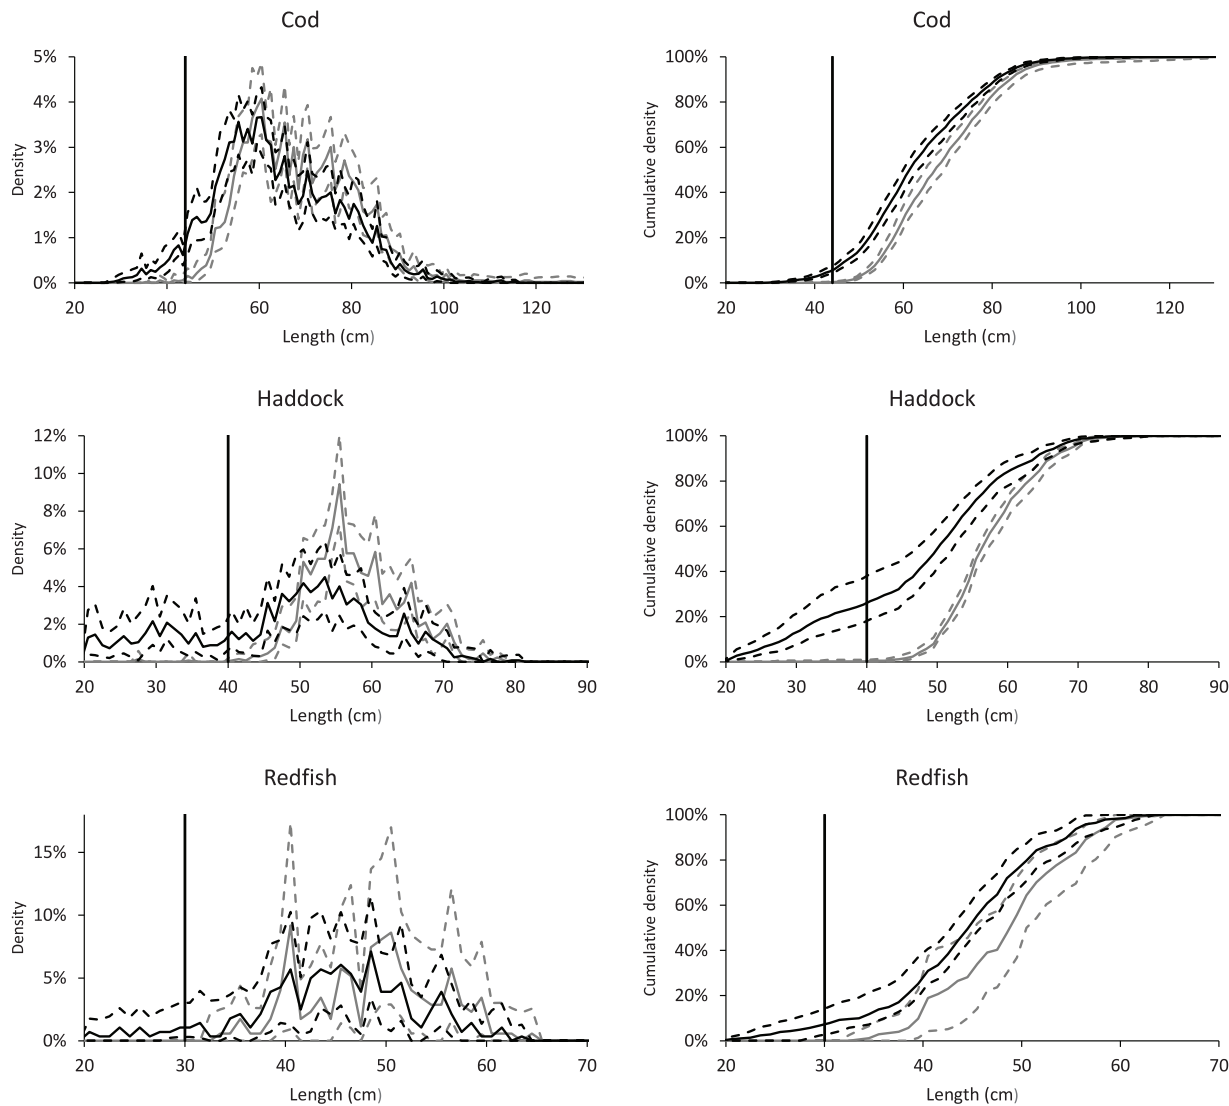 Cod
5%
4%
3%
2%
1%
0%
Density
20 40 60 80 100 120
Length (cm)
Cod
100%
80%
60%
40%
20%
0%
Cumulative density
20 40 60 80 100 120
Length (cm)
Haddock
12%
10%
8%
6%
4%
2%
0%
Density
20 30 40 50 60 70 80 90
Length (cm)
Haddock
100%
80%
60%
40%
20%
0%
Cumulative density
20 30 40 50 60 70 80 90
Length (cm)
Redfish
15%
10%
5%
0%
Density
20 30 40 50 60 70
Length (cm)
Redfish
100%
80%
60%
40%
20%
0%
Cumulative density
20 30 40 50 60 70
Length (cm)